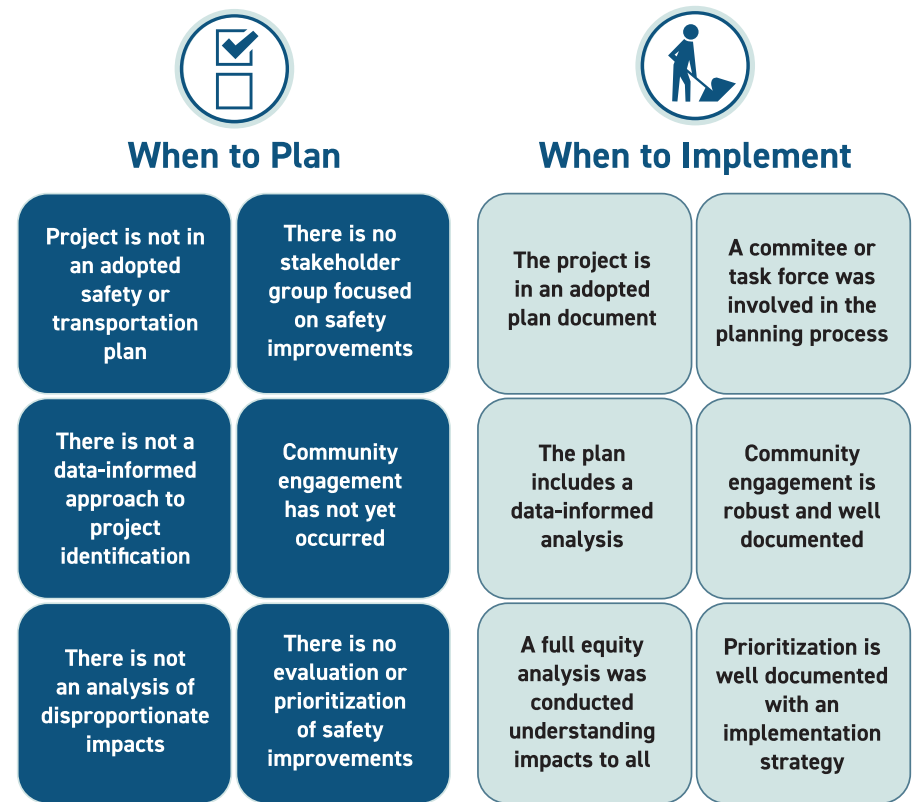 When to Plan
Project is not in
an adopted
safety or
transportation
plan
There is no
stakeholder
group focused
on safety
improvements
There is not a
data-informed
approach to
project
identification
Community
engagement
has not yet
occurred
There is not
an analysis of
disproportionate
impacts
There is no
evaluation or
prioritization
of safety
improvements
When to Implement
The project is
in an adopted
plan document
A commitee or
task force was
involved in the
planning process
The plan
includes a
data-informed
analysis
Community
engagement is
robust and well
documented
A full equity
analysis was
conducted
understanding
impacts to all
Prioritization is
well documented
with an
implementation
strategy